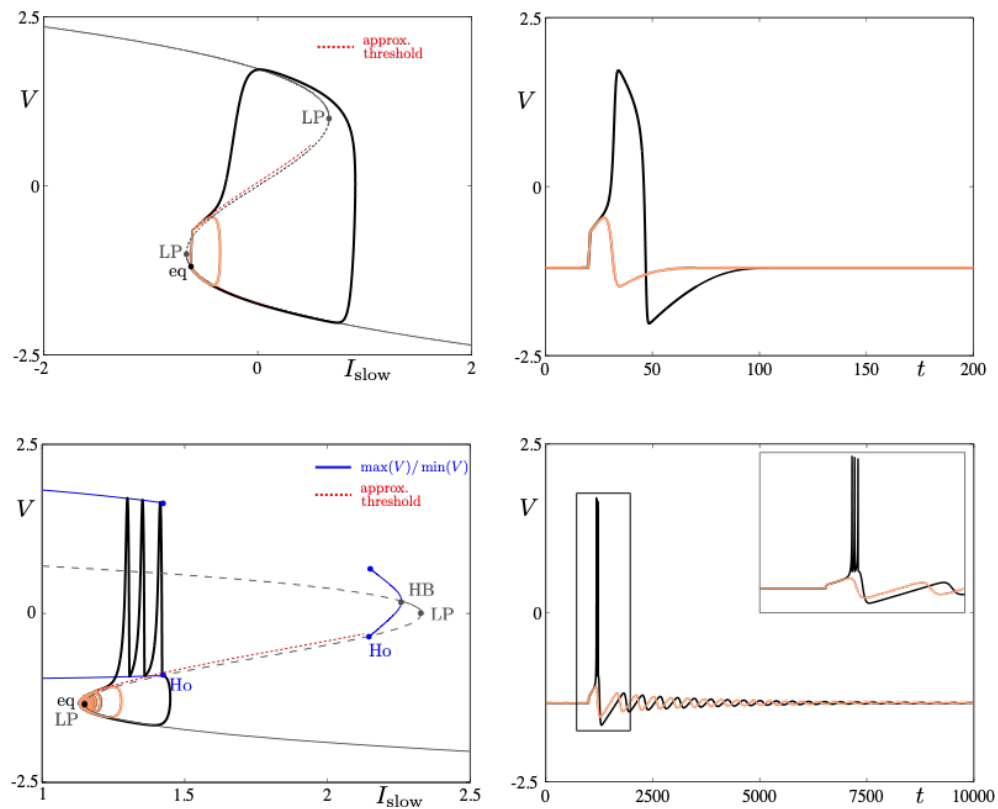 2.5
V
0
-2.5
-2
0
I_slow
2
approx.
threshold
LP
LP
eq
2.5
V
0
-2.5
0
50
100
150
t
200
2.5
V
0
-2.5
1
1.5
2
I_slow
2.5
max(V)/min(V)
approx.
threshold
HB
LP
Ho
Ho
eq
LP
2.5
V
0
-2.5
0
2500
5000
7500
t
10000